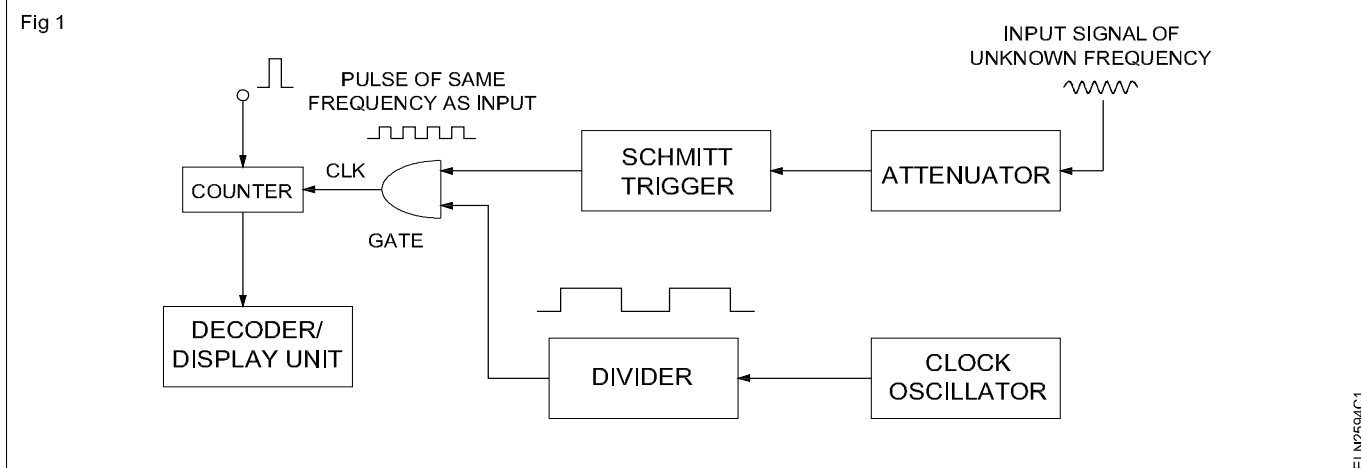 Fig 1
INPUT SIGNAL OF
UNKNOWN FREQUENCY
PULSE OF SAME
FREQUENCY AS INPUT
SCHMITT
TRIGGER
ATTENUATOR
CLK
COUNTER
GATE
DECODER/
DISPLAY UNIT
DIVIDER
CLOCK
OSCILLATOR
ELN2594C1